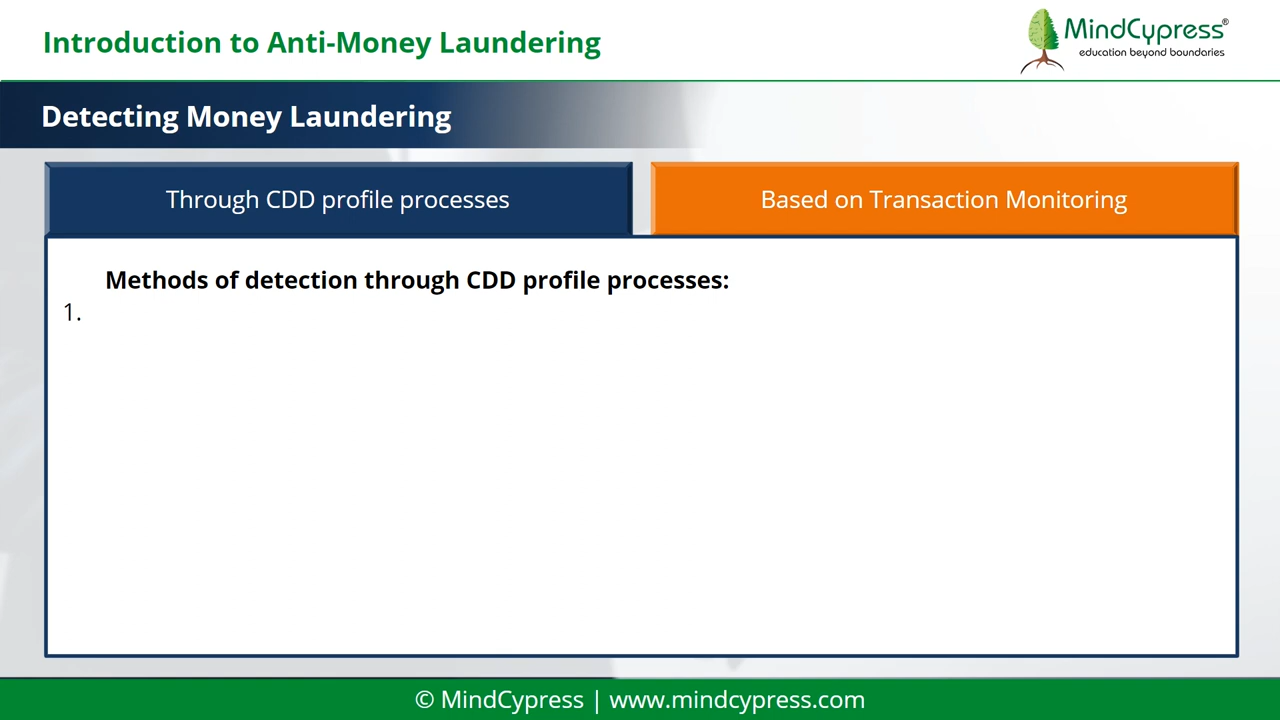 Introduction to Anti-Money Laundering
MindCypress®
education beyond boundaries
Detecting Money Laundering
Through CDD profile processes
Based on Transaction Monitoring
Methods of detection through CDD profile processes:
1.
© MindCypress | www.mindcypress.com